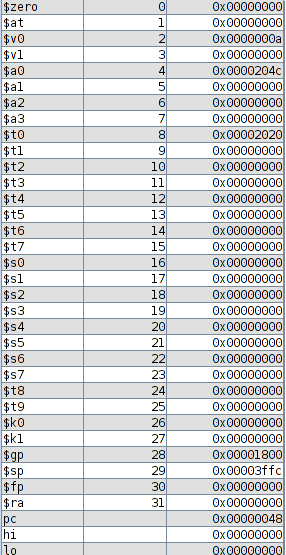 $zero 0 0x00000000
$at 1 0x00000000
$v0 2 0x0000000a
$v1 3 0x00000000
$a0 4 0x0000204c
$a1 5 0x00000000
$a2 6 0x00000000
$a3 7 0x00000000
$t0 8 0x00002020
$t1 9 0x00000000
$t2 10 0x00000000
$t3 11 0x00000000
$t4 12 0x00000000
$t5 13 0x00000000
$t6 14 0x00000000
$t7 15 0x00000000
$s0 16 0x00000000
$s1 17 0x00000000
$s2 18 0x00000000
$s3 19 0x00000000
$s4 20 0x00000000
$s5 21 0x00000000
$s6 22 0x00000000
$s7 23 0x00000000
$t8 24 0x00000000
$t9 25 0x00000000
$k0 26 0x00000000
$k1 27 0x00000000
$gp 28 0x00001800
$sp 29 0x00003ffc
$fp 30 0x00000000
$ra 31 0x00000000
pc 0x00000048
hi 0x00000000
lo 0x00000000